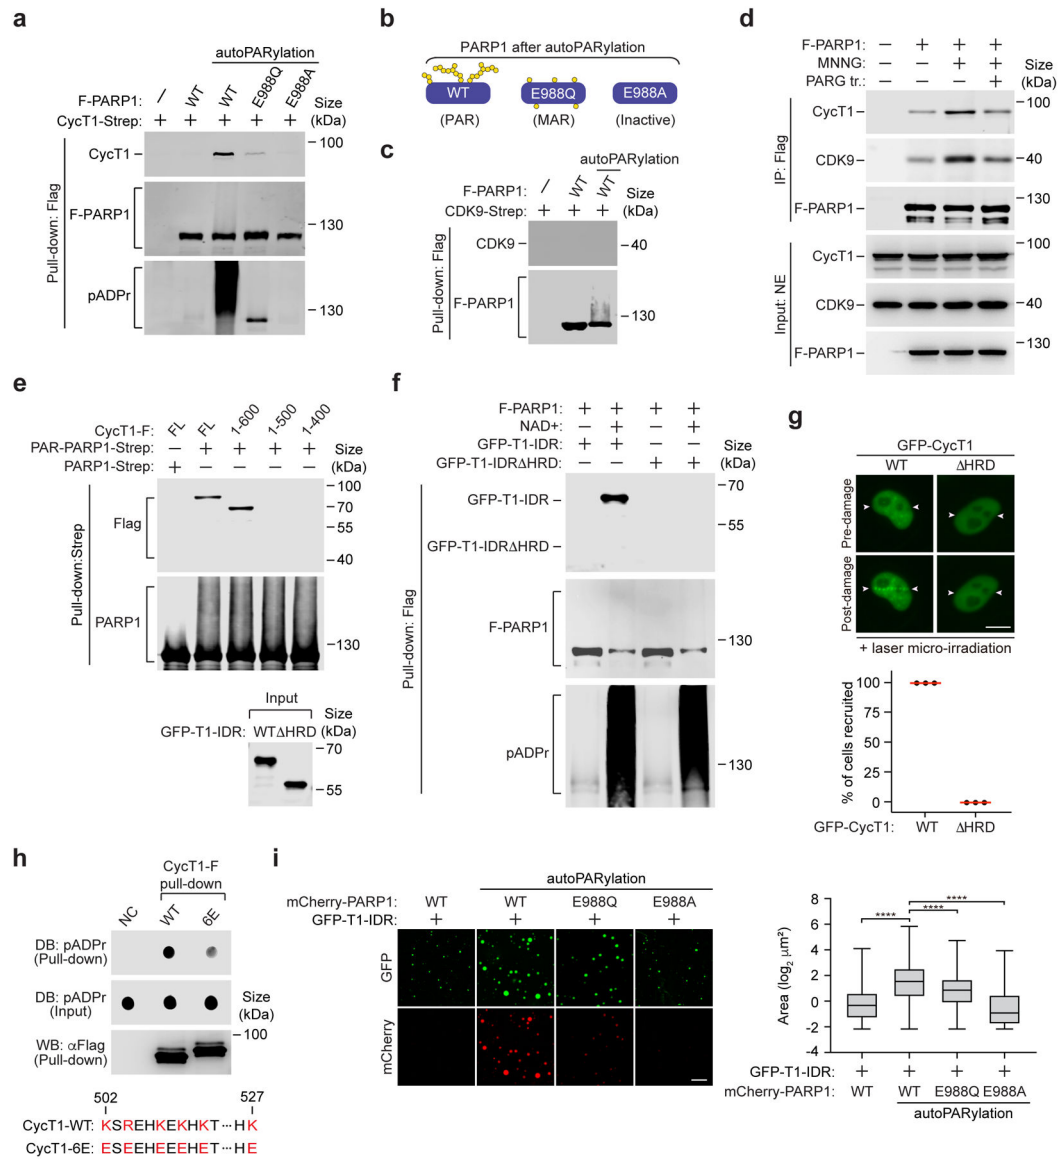 a
autoPARylation
F-PARP1: / WT WT E988Q E988A Size
CycT1-Strep: + + + + + (kDa)
Pull-down: Flag
CycT1
100
F-PARP1
130
pADPr
130
b
PARP1 after autoPARylation
WT E988Q E988A
(PAR) (MAR) (Inactive)
c
autoPARylation
F-PARP1: / WT WT Size
CDK9-Strep: + + + (kDa)
Pull-down: Flag
CDK9
40
F-PARP1
130
d
F-PARP1: – + + +
MNNG: – – + + Size
PARG tr.: – – – + (kDa)
IP: Flag
CycT1
100
CDK9
40
F-PARP1
130
Input: NE
CycT1
100
CDK9
40
F-PARP1
130
e
CycT1-F: FL FL 1-600 1-500 1-400
PAR-PARP1-Strep: – + + + + Size
PARP1-Strep: + – – – – (kDa)
Pull-down:Strep
Flag
100
70
55
40
PARP1
130
Input Size
GFP-T1-IDR: WT ΔHRD (kDa)
70
55
f
F-PARP1: + + + +
NAD+: – + – +
GFP-T1-IDR: + + – – Size
GFP-T1-IDRΔHRD: – – + + (kDa)
Pull-down: Flag
GFP-T1-IDR
70
55
GFP-T1-IDRΔHRD
F-PARP1
130
pADPr
130
g
GFP-CycT1
WT ΔHRD
Pre-damage
Post-damage
+ laser micro-irradiation
% of cells recruited
100
75
50
25
0
GFP-CycT1: WT ΔHRD
h
CycT1-F
pull-down
NC WT 6E
DB: pADPr
(Pull-down)
DB: pADPr
(Input)
Size
(kDa)
WB: αFlag
(Pull-down)
100
502 527
CycT1-WT: KSREHKEKHKT ··· HK
CycT1-6E: ESEEHEEEHET ··· HE
i
autoPARylation
mCherry-PARP1: WT WT E988Q E988A
GFP-T1-IDR: + + + +
GFP
mCherry
Area (log₂ μm²)
8
6
4
2
0
-2
-4
**** **** ****
GFP-T1-IDR: + + + +
mCherry-PARP1: WT WT E988Q E988A
autoPARylation